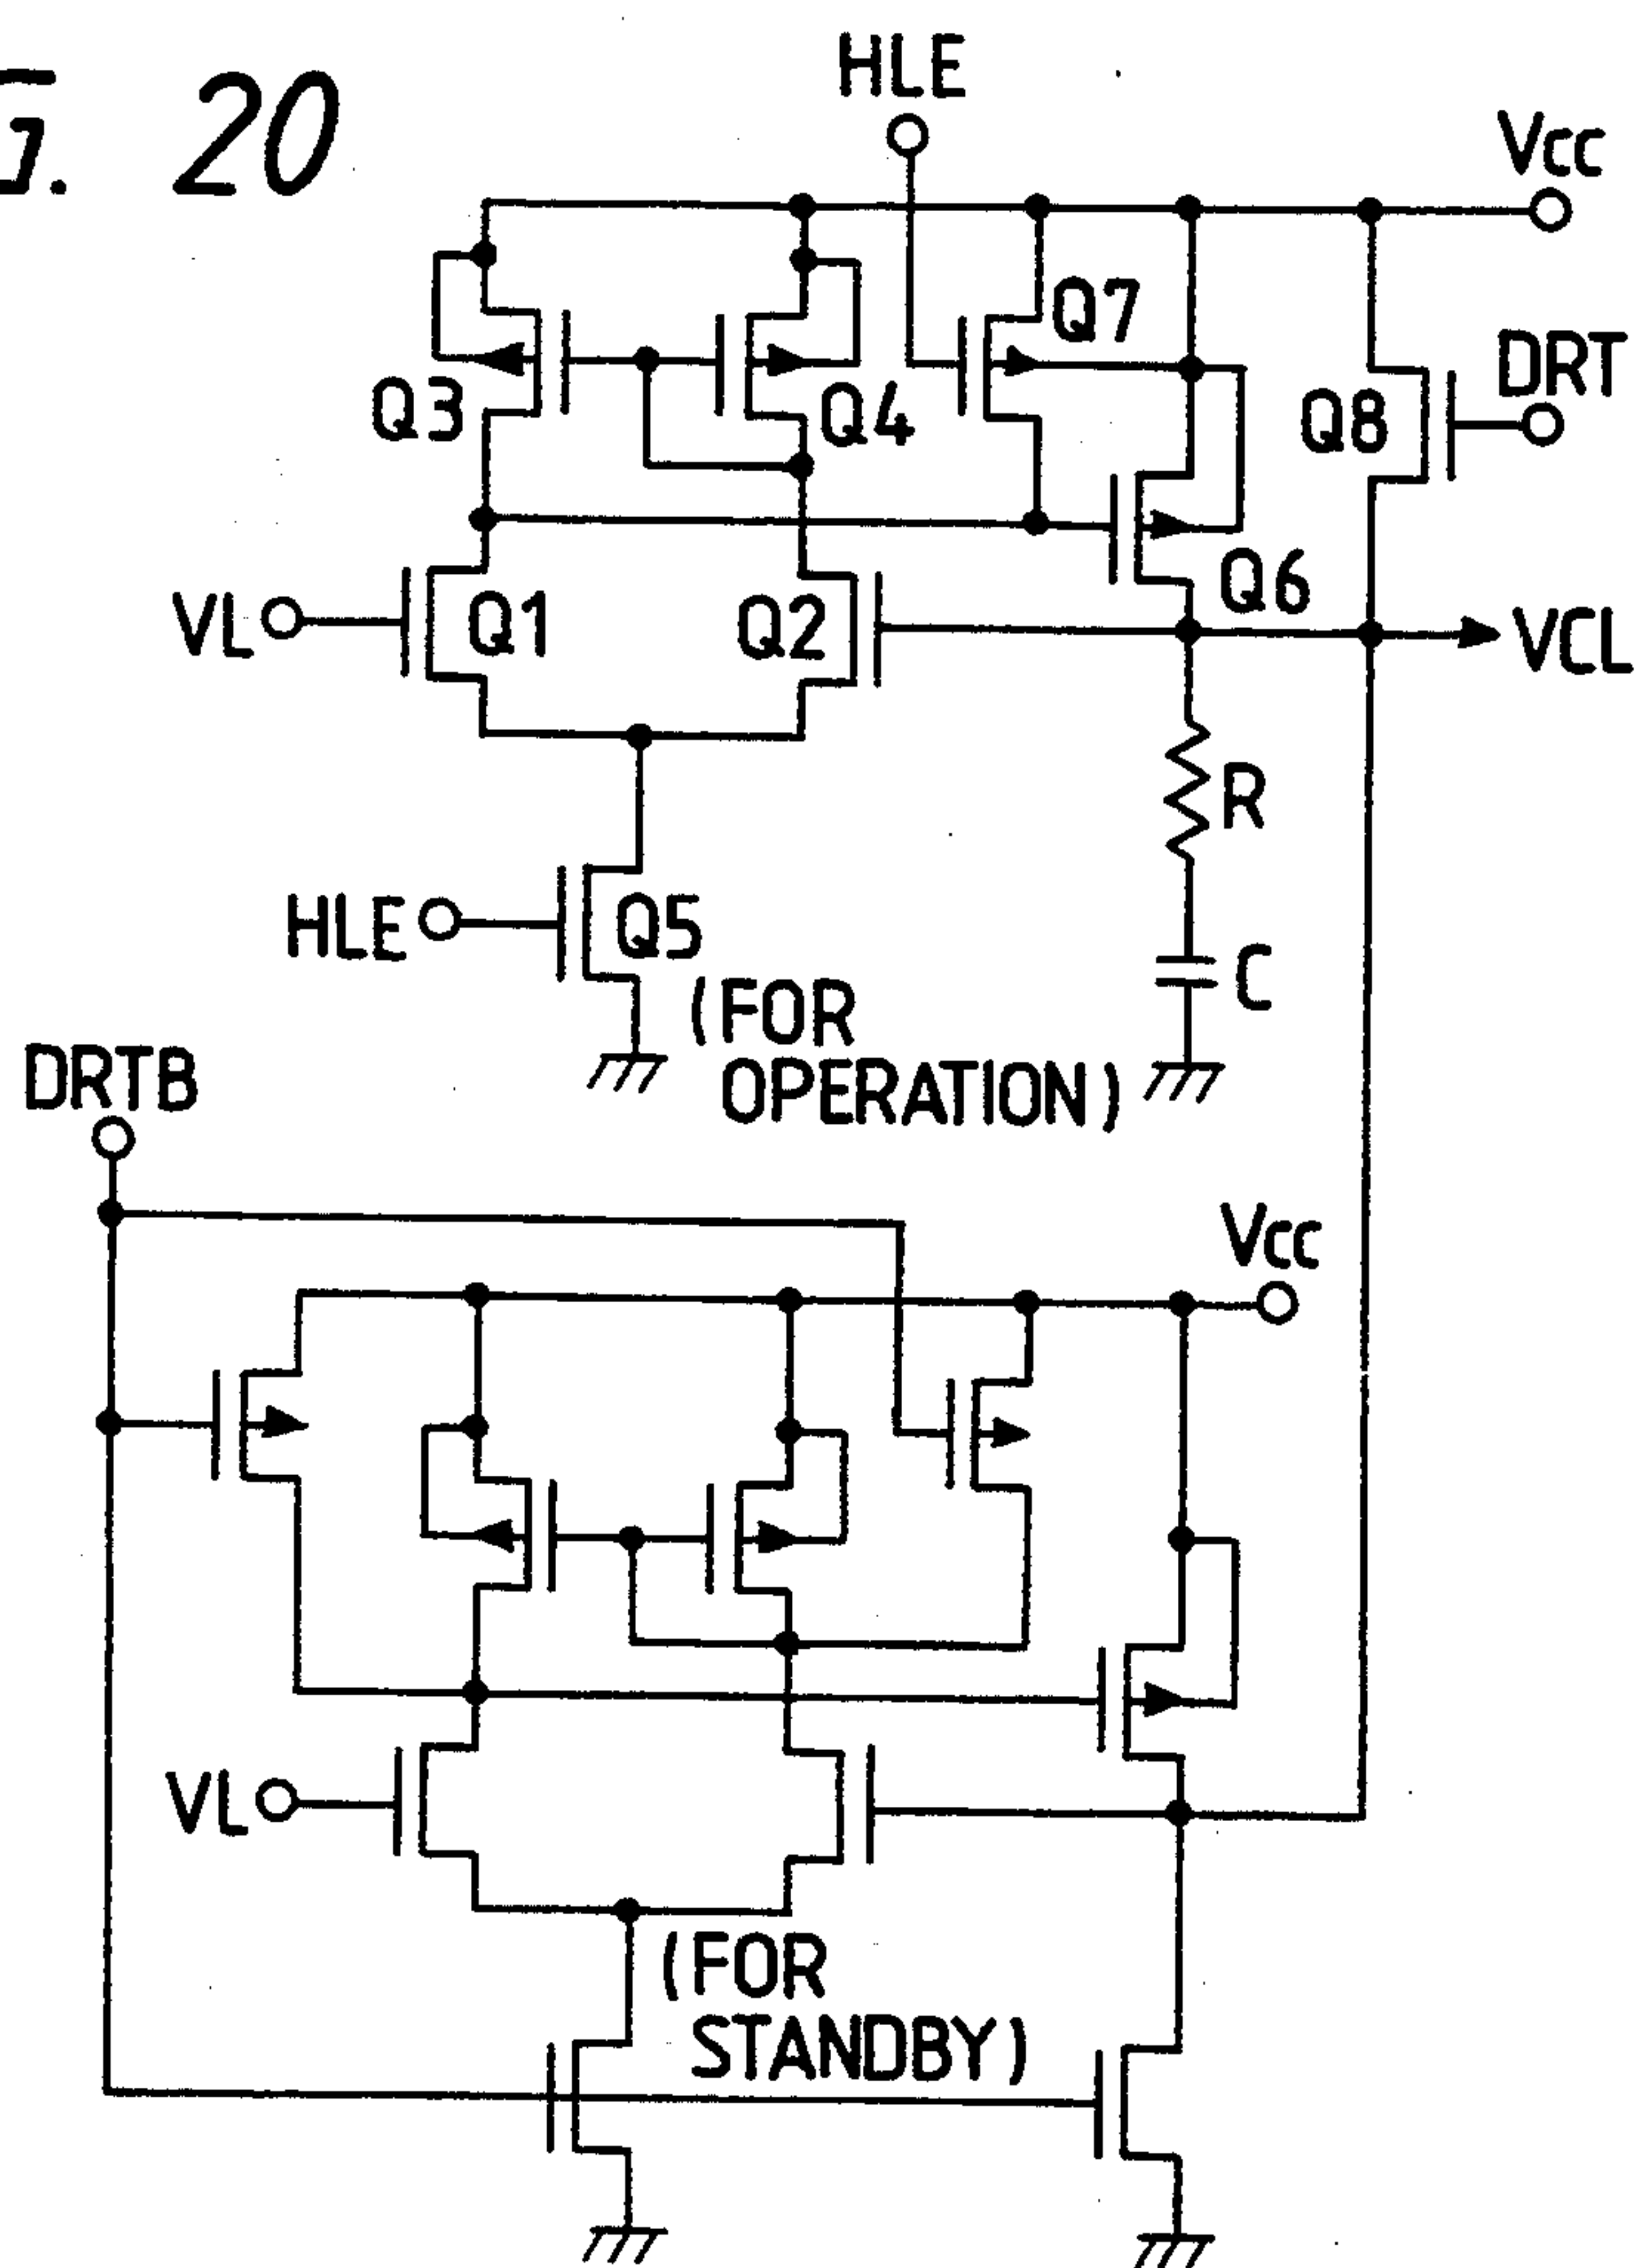 G. 20
HLE
Vcc
Q7
DRT
Q3
Q4
Q8
VL
Q1
Q2
Q6
VCL
R
HLE
Q5
C
(FOR
OPERATION)
DRTB
Vcc
VL
(FOR
STANDBY)